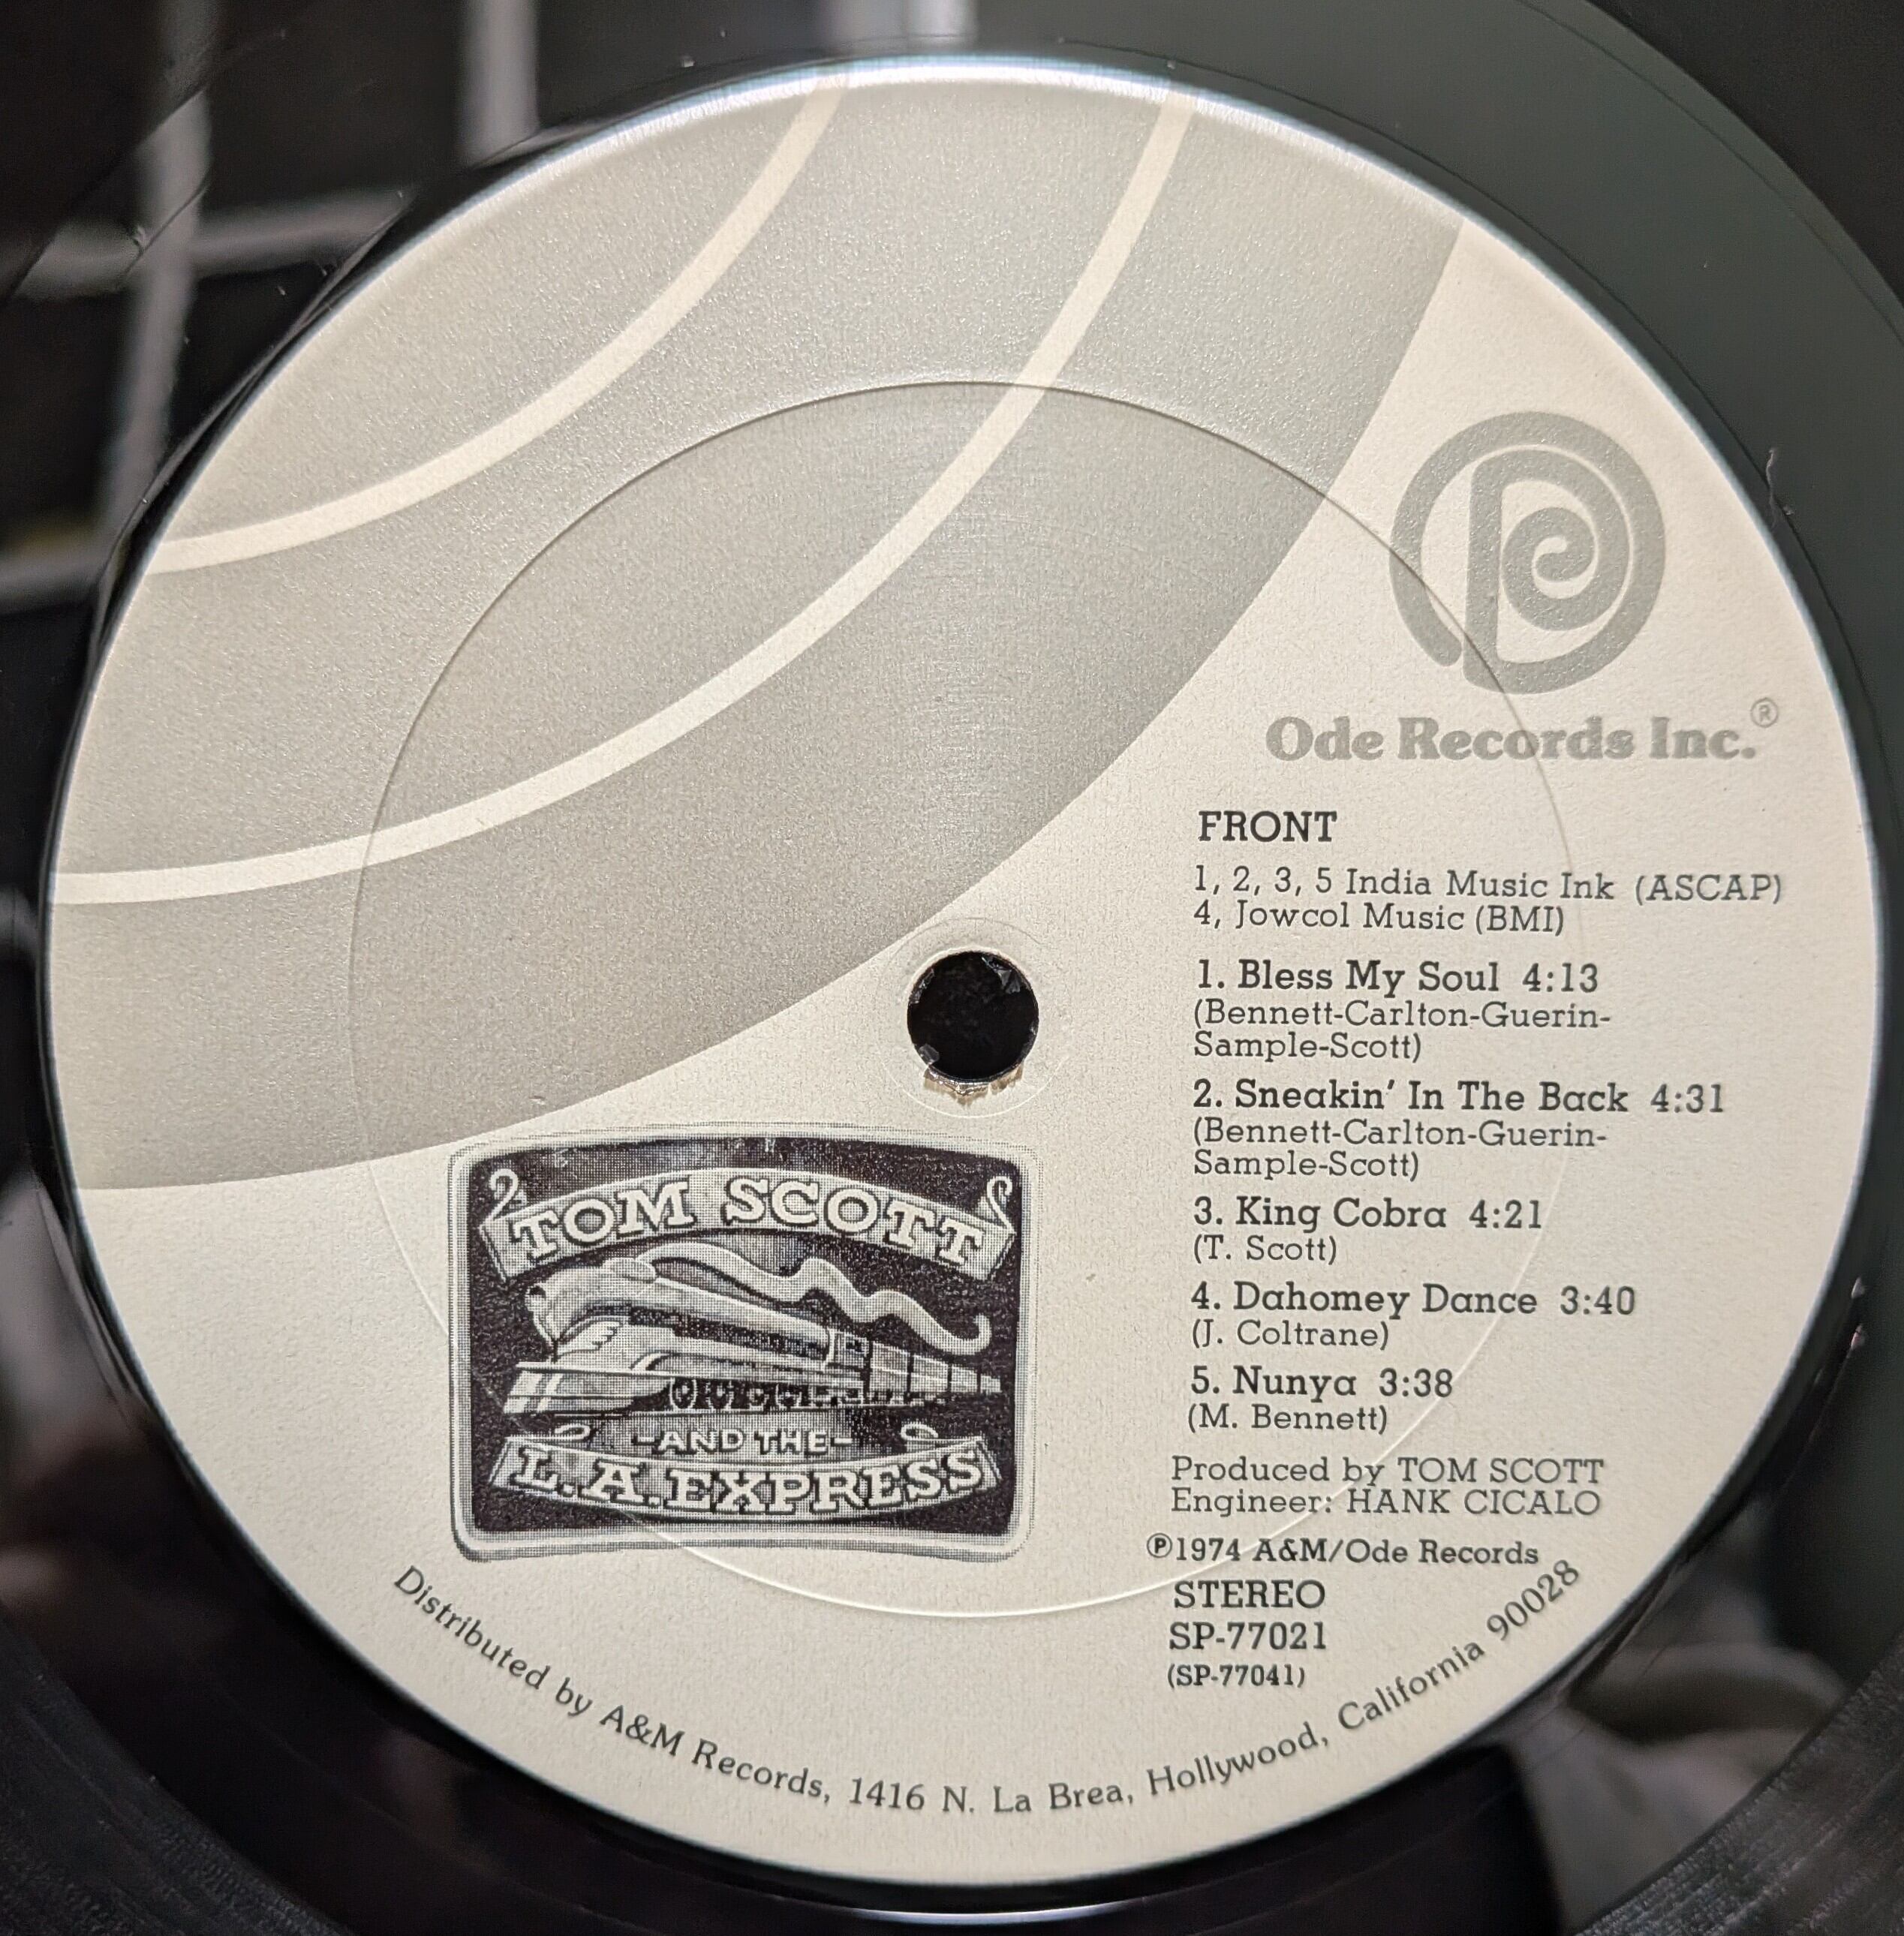 Ode Records Inc.®
FRONT
1, 2, 3, 5 India Music Ink (ASCAP)
4, Jowcol Music (BMI)
1. Bless My Soul 4:13
(Bennett-Carlton-Guerin-
Sample-Scott)
2. Sneakin' In The Back 4:31
(Bennett-Carlton-Guerin-
Sample-Scott)
3. King Cobra 4:21
(T. Scott)
4. Dahomey Dance 3:40
(J. Coltrane)
5. Nunya 3:38
(M. Bennett)
Produced by TOM SCOTT
Engineer: HANK CICALO
℗1974 A&M/Ode Records
STEREO
SP-77021
(SP-77041)
TOM SCOTT
-AND THE-
L.A. EXPRESS
Distributed by A&M Records, 1416 N. La Brea, Hollywood, California 90028